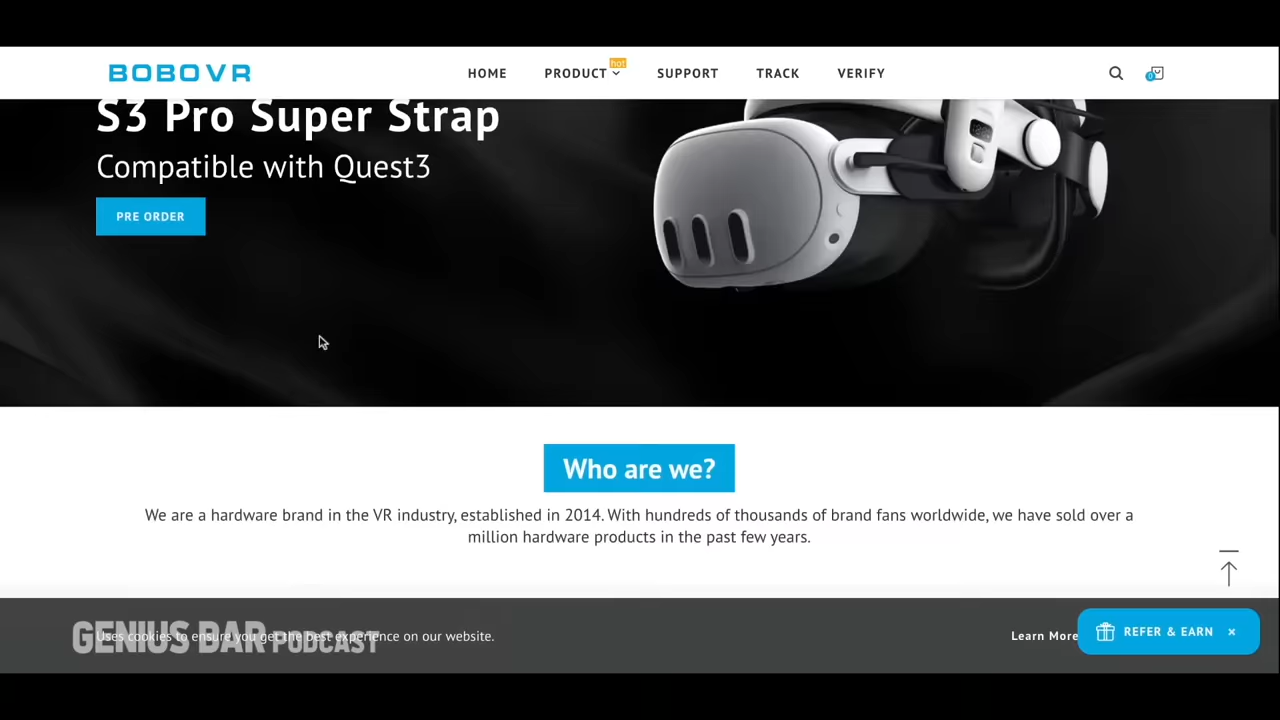 BOBOVR
HOME
PRODUCT
hot
SUPPORT
TRACK
VERIFY
0
S3 Pro Super Strap
Compatible with Quest3
PRE ORDER
Who are we?
We are a hardware brand in the VR industry, established in 2014. With hundreds of thousands of brand fans worldwide, we have sold over a
million hardware products in the past few years.
Uses cookies to ensure you get the best experience on our website.
GENIUS BAR PODCAST
Learn More
REFER & EARN ×